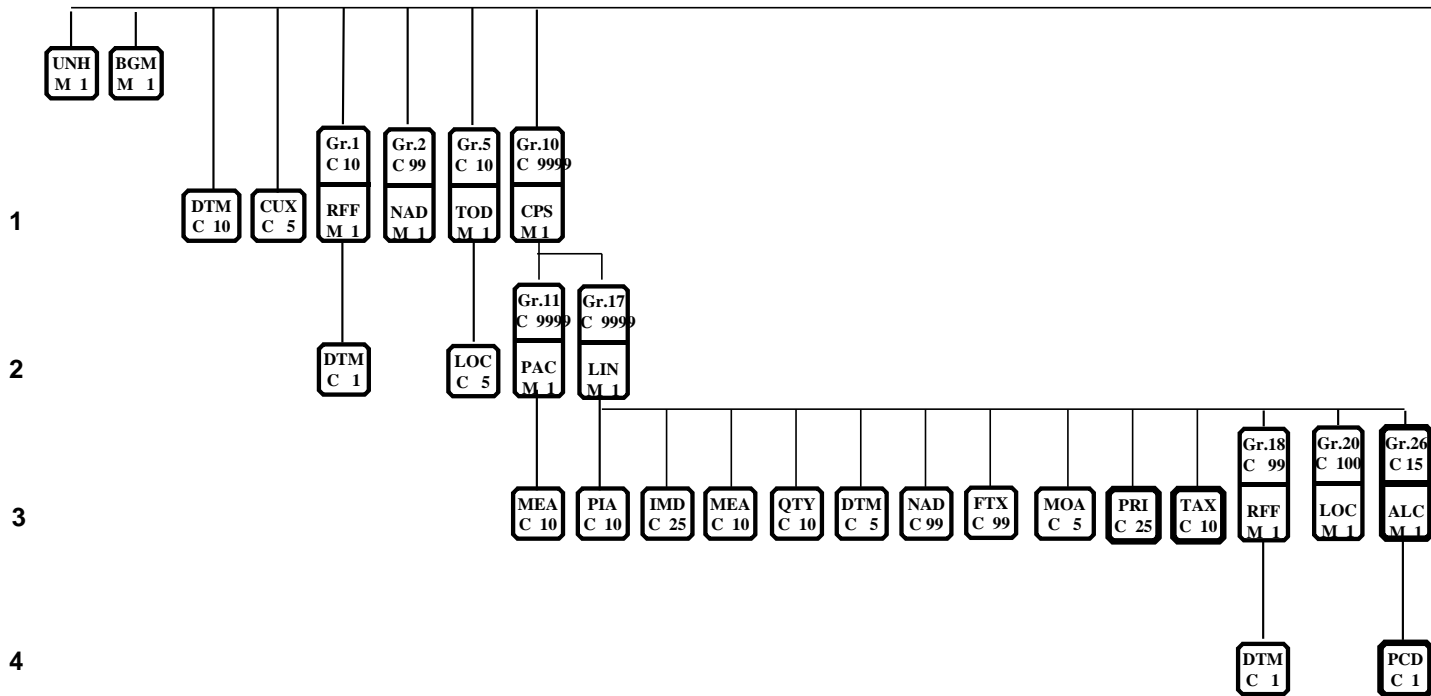 UNH
M 1
BGM
M 1
Gr.1
C 10
Gr.2
C 99
Gr.5
C 10
Gr.10
C 9999
1
DTM
C 10
CUX
C 5
RFF
M 1
NAD
M 1
TOD
M 1
CPS
M 1
Gr.11
C 9999
Gr.17
C 9999
2
DTM
C 1
LOC
C 5
PAC
M 1
LIN
M 1
Gr.18
C 99
Gr.20
C 100
Gr.26
C 15
3
MEA
C 10
PIA
C 10
IMD
C 25
MEA
C 10
QTY
C 10
DTM
C 5
NAD
C 99
FTX
C 99
MOA
C 5
PRI
C 25
TAX
C 10
RFF
M 1
LOC
M 1
ALC
M 1
4
DTM
C 1
PCD
C 1